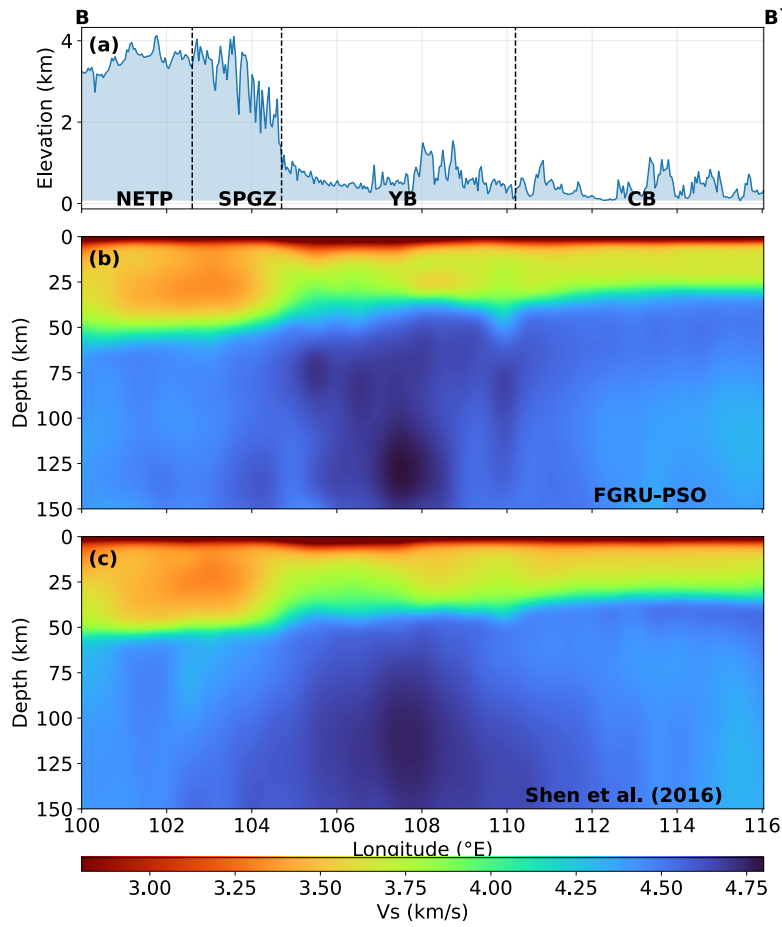 B B`
(a)
4
2
0
Elevation (km)
NETP SPGZ YB CB
(b)
0
25
50
75
100
125
150
Depth (km)
FGRU-PSO
(c)
0
25
50
75
100
125
150
Depth (km)
Shen et al. (2016)
100 102 104 106 108 110 112 114 116
Longitude (°E)
3.00 3.25 3.50 3.75 4.00 4.25 4.50 4.75
Vs (km/s)